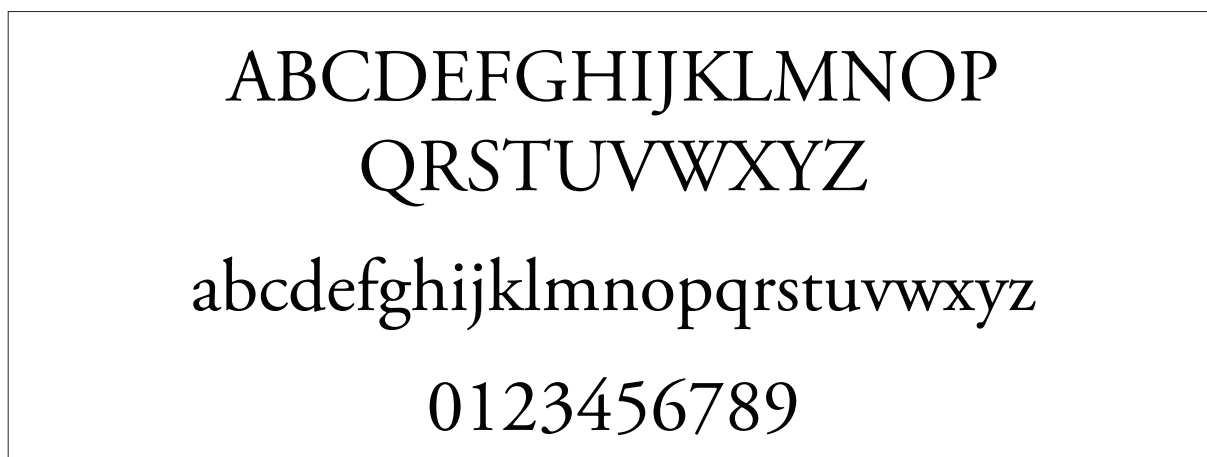 ABCDEFGHIJKLMNOP
QRSTUVWXYZ
abcdefghijklmnopqrstuvwxyz
0123456789